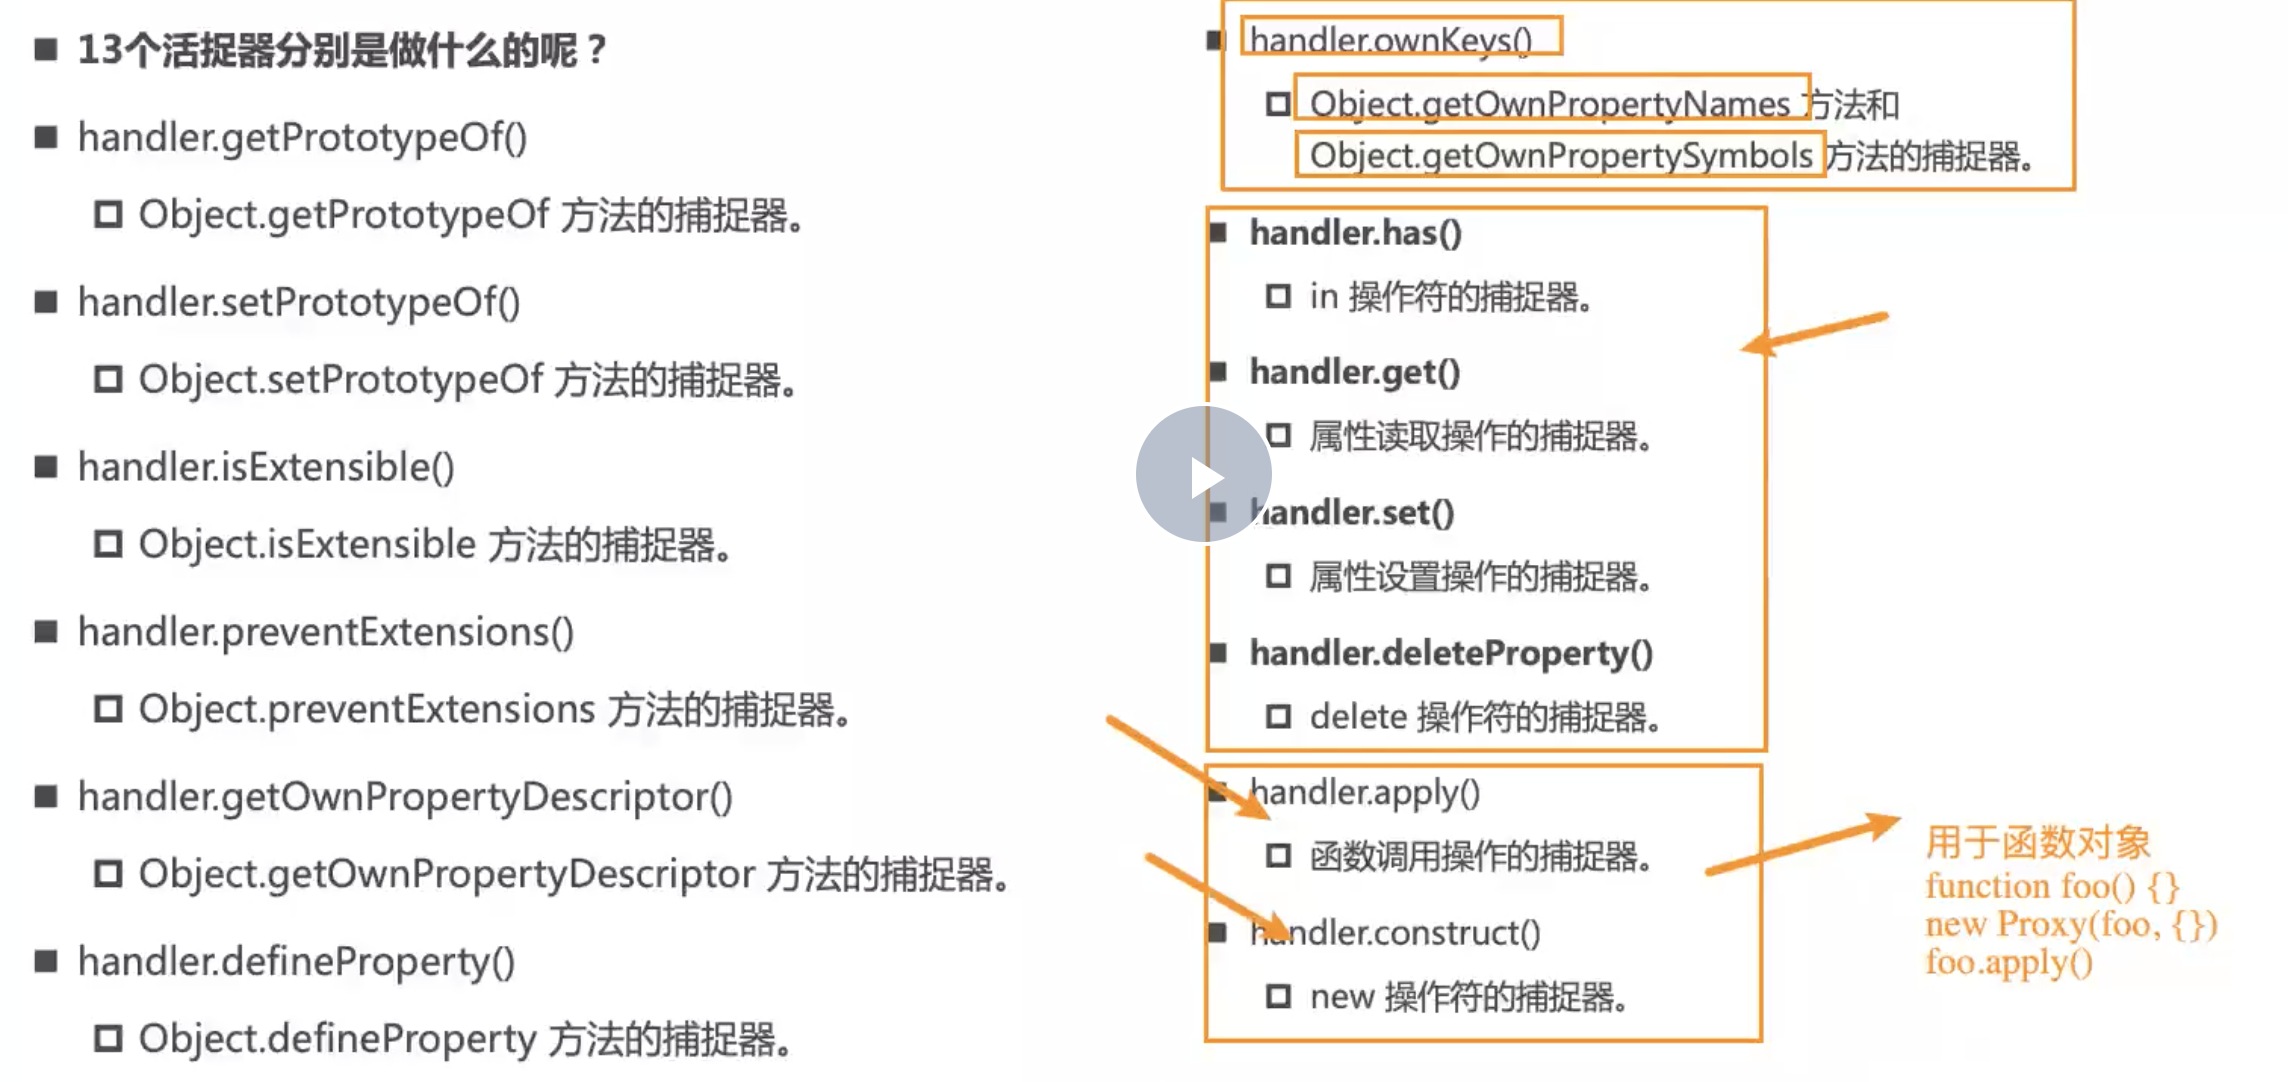 13个活捉器分别是做什么的呢？
handler.getPrototypeOf()
Object.getPrototypeOf 方法的捕捉器。
handler.setPrototypeOf()
Object.setPrototypeOf 方法的捕捉器。
handler.isExtensible()
Object.isExtensible 方法的捕捉器。
handler.preventExtensions()
Object.preventExtensions 方法的捕捉器。
handler.getOwnPropertyDescriptor()
Object.getOwnPropertyDescriptor 方法的捕捉器。
handler.defineProperty()
Object.defineProperty 方法的捕捉器。
handler.ownKeys()
Object.getOwnPropertyNames 方法和
Object.getOwnPropertySymbols 方法的捕捉器。
handler.has()
in 操作符的捕捉器。
handler.get()
属性读取操作的捕捉器。
handler.set()
属性设置操作的捕捉器。
handler.deleteProperty()
delete 操作符的捕捉器。
handler.apply()
函数调用操作的捕捉器。
handler.construct()
new 操作符的捕捉器。
用于函数对象
function foo() {}
new Proxy(foo, {})
foo.apply()